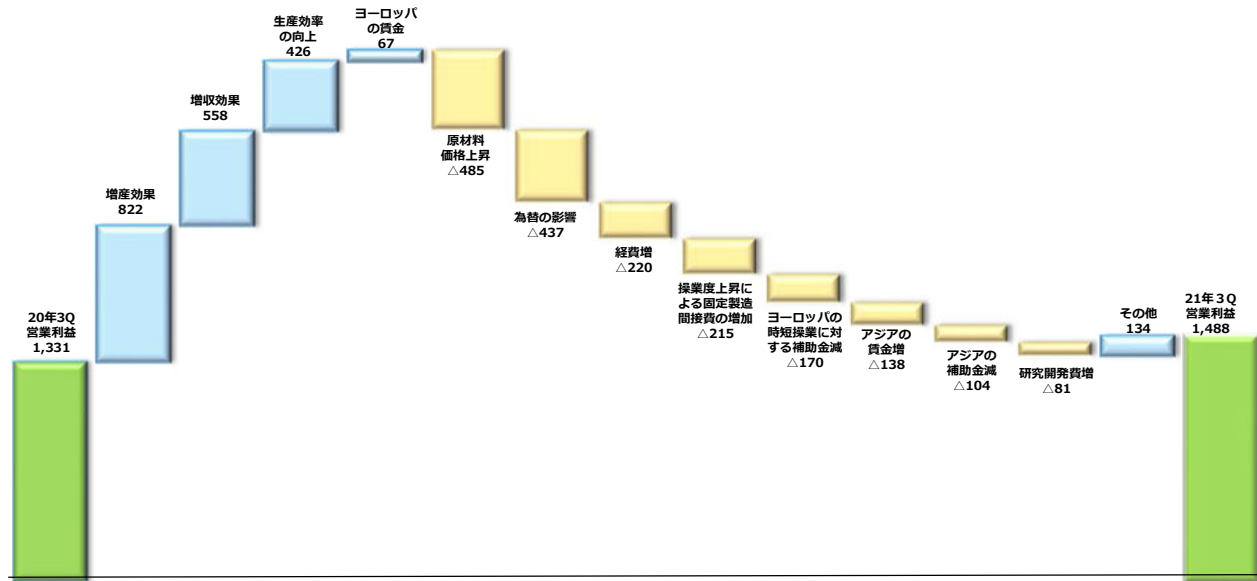 20年3Q
営業利益
1,331
増産効果
822
増収効果
558
生産効率
の向上
426
ヨーロッパ
の賃金
67
原材料
価格上昇
△485
為替の影響
△437
経費増
△220
操業度上昇に
よる固定製造
間接費の増加
△215
ヨーロッパの
時短操業に対
する補助金減
△170
アジアの
賃金増
△138
アジアの
補助金減
△104
研究開発費増
△81
その他
134
21年３Q
営業利益
1,488